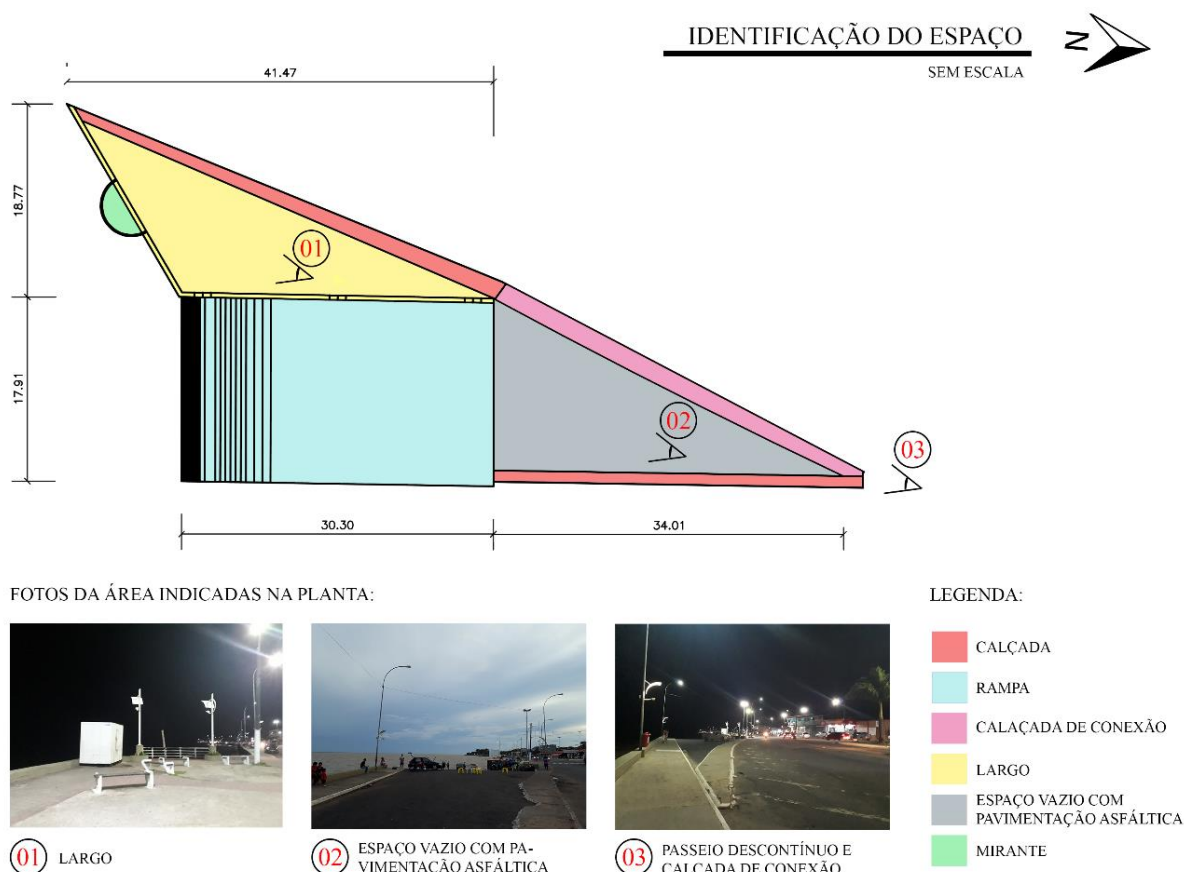 IDENTIFICAÇÃO DO ESPAÇO
SEM ESCALA
N
41.47
18.77
17.91
01
02
03
30.30
34.01
FOTOS DA ÁREA INDICADAS NA PLANTA:
01 LARGO
02 ESPAÇO VAZIO COM PA-
VIMENTAÇÃO ASFÁLTICA
03 PASSEIO DESCONTÍNUO E
CALÇADA DE CONEXÃO
LEGENDA:
CALÇADA
RAMPA
CALAÇADA DE CONEXÃO
LARGO
ESPAÇO VAZIO COM
PAVIMENTAÇÃO ASFÁLTICA
MIRANTE